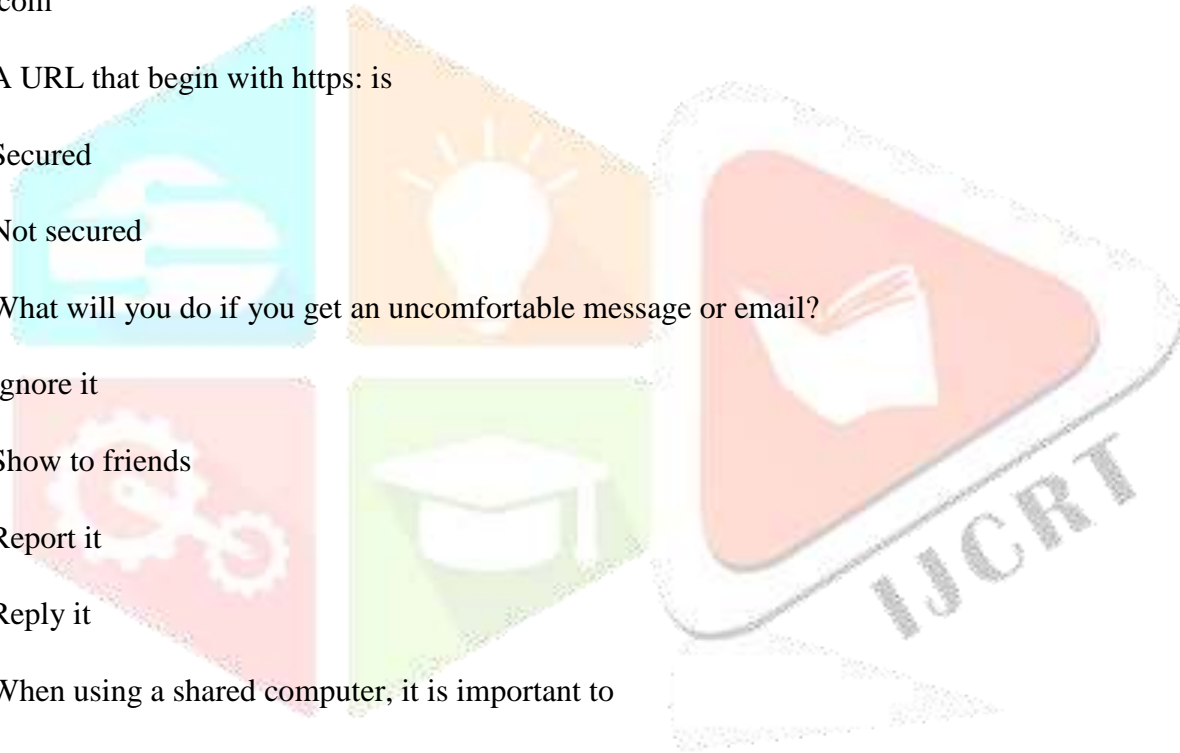 com
A URL that begin with https: is
Secured
Not secured
What will you do if you get an uncomfortable message or email?
gnore it
Show to friends
Report it
Reply it
When using a shared computer, it is important to
IJCRT